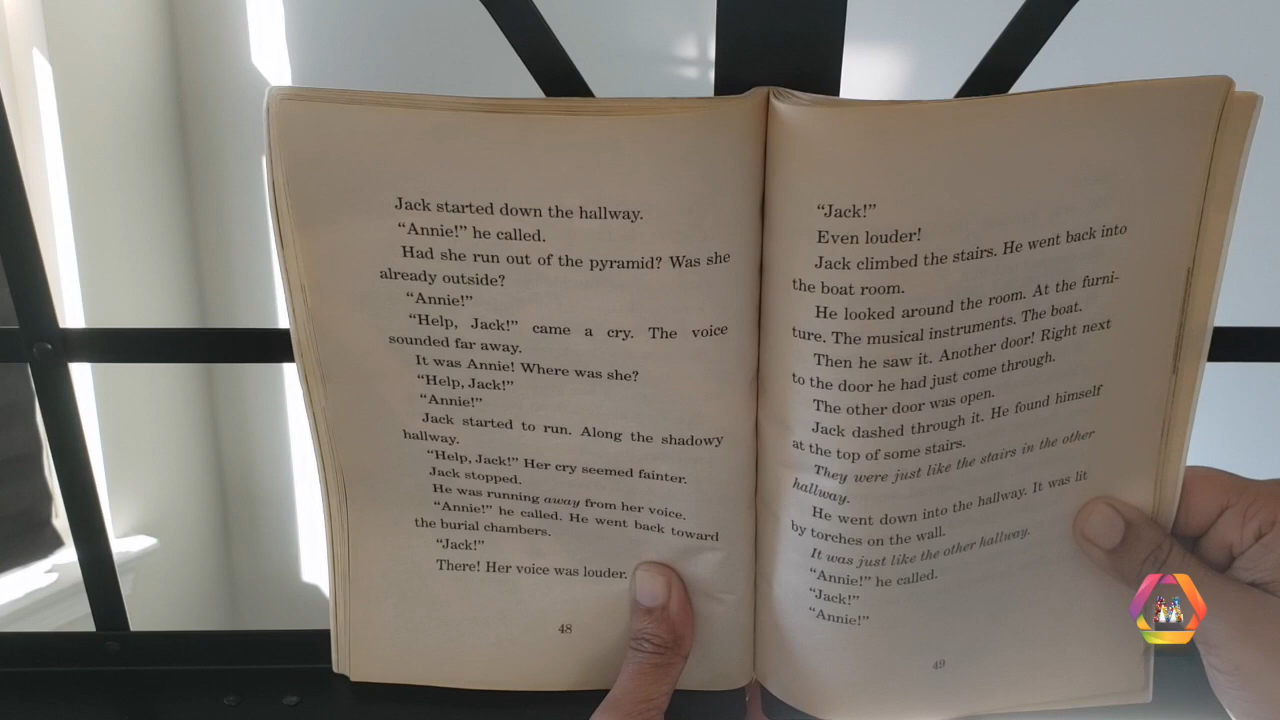 Jack started down the hallway.
“Annie!” he called.
Had she run out of the pyramid? Was she
already outside?
“Annie!”
“Help, Jack!” came a cry. The voice
sounded far away.
It was Annie! Where was she?
“Help, Jack!”
“Annie!”
Jack started to run. Along the shadowy
hallway.
“Help, Jack!” Her cry seemed fainter.
Jack stopped.
He was running away from her voice.
“Annie!” he called. He went back toward
the burial chambers.
“Jack!”
There! Her voice was louder.
48
“Jack!”
Even louder!
Jack climbed the stairs. He went back into
the boat room.
He looked around the room. At the furni-
ture. The musical instruments. The boat.
Then he saw it. Another door! Right next
to the door he had just come through.
The other door was open.
Jack dashed through it. He found himself
at the top of some stairs.
They were just like the stairs in the other
hallway.
He went down into the hallway. It was lit
by torches on the wall.
It was just like the other hallway.
“Annie!” he called.
“Jack!”
“Annie!”
49